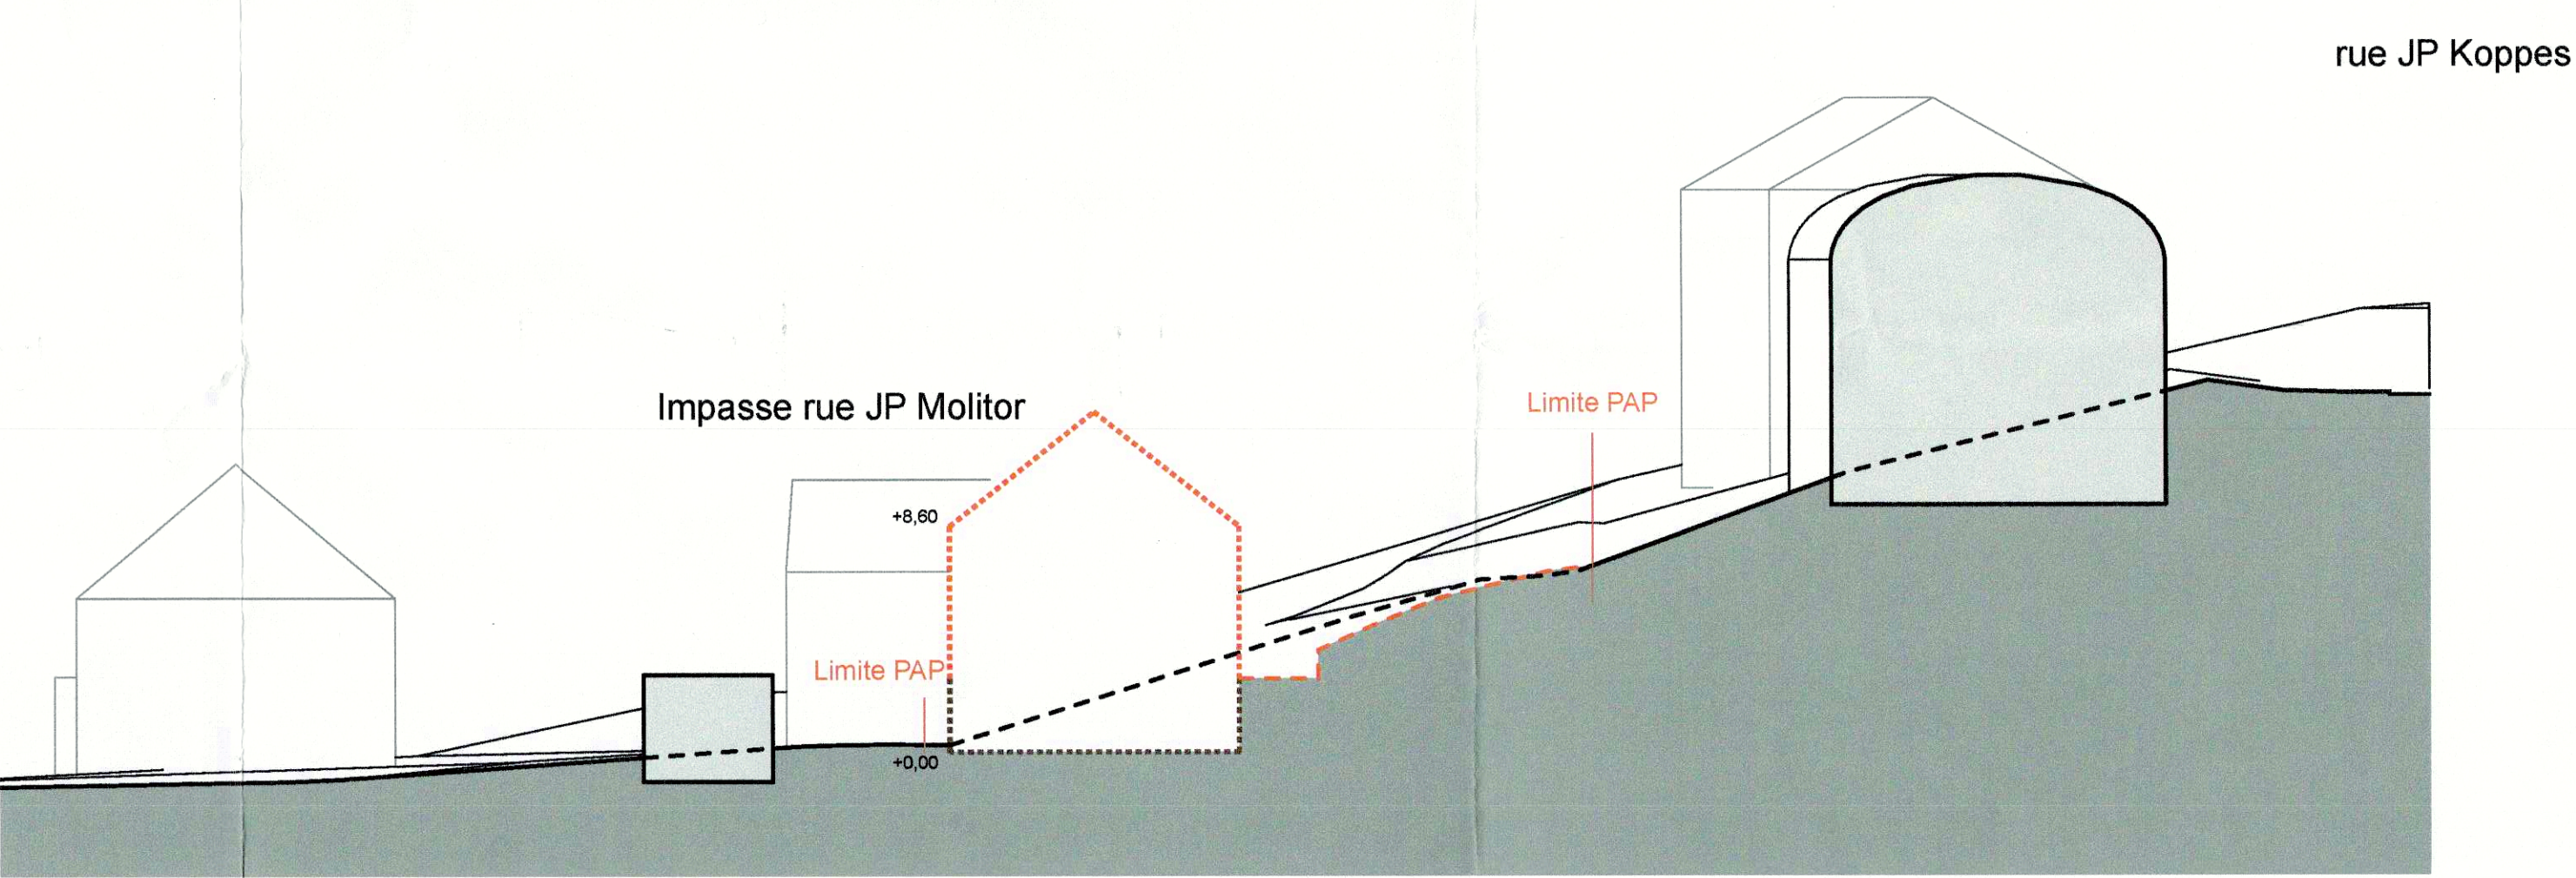 rue JP Koppes
Impasse rue JP Molitor
Limite PAP
+8,60
Limite PAP
+0,00